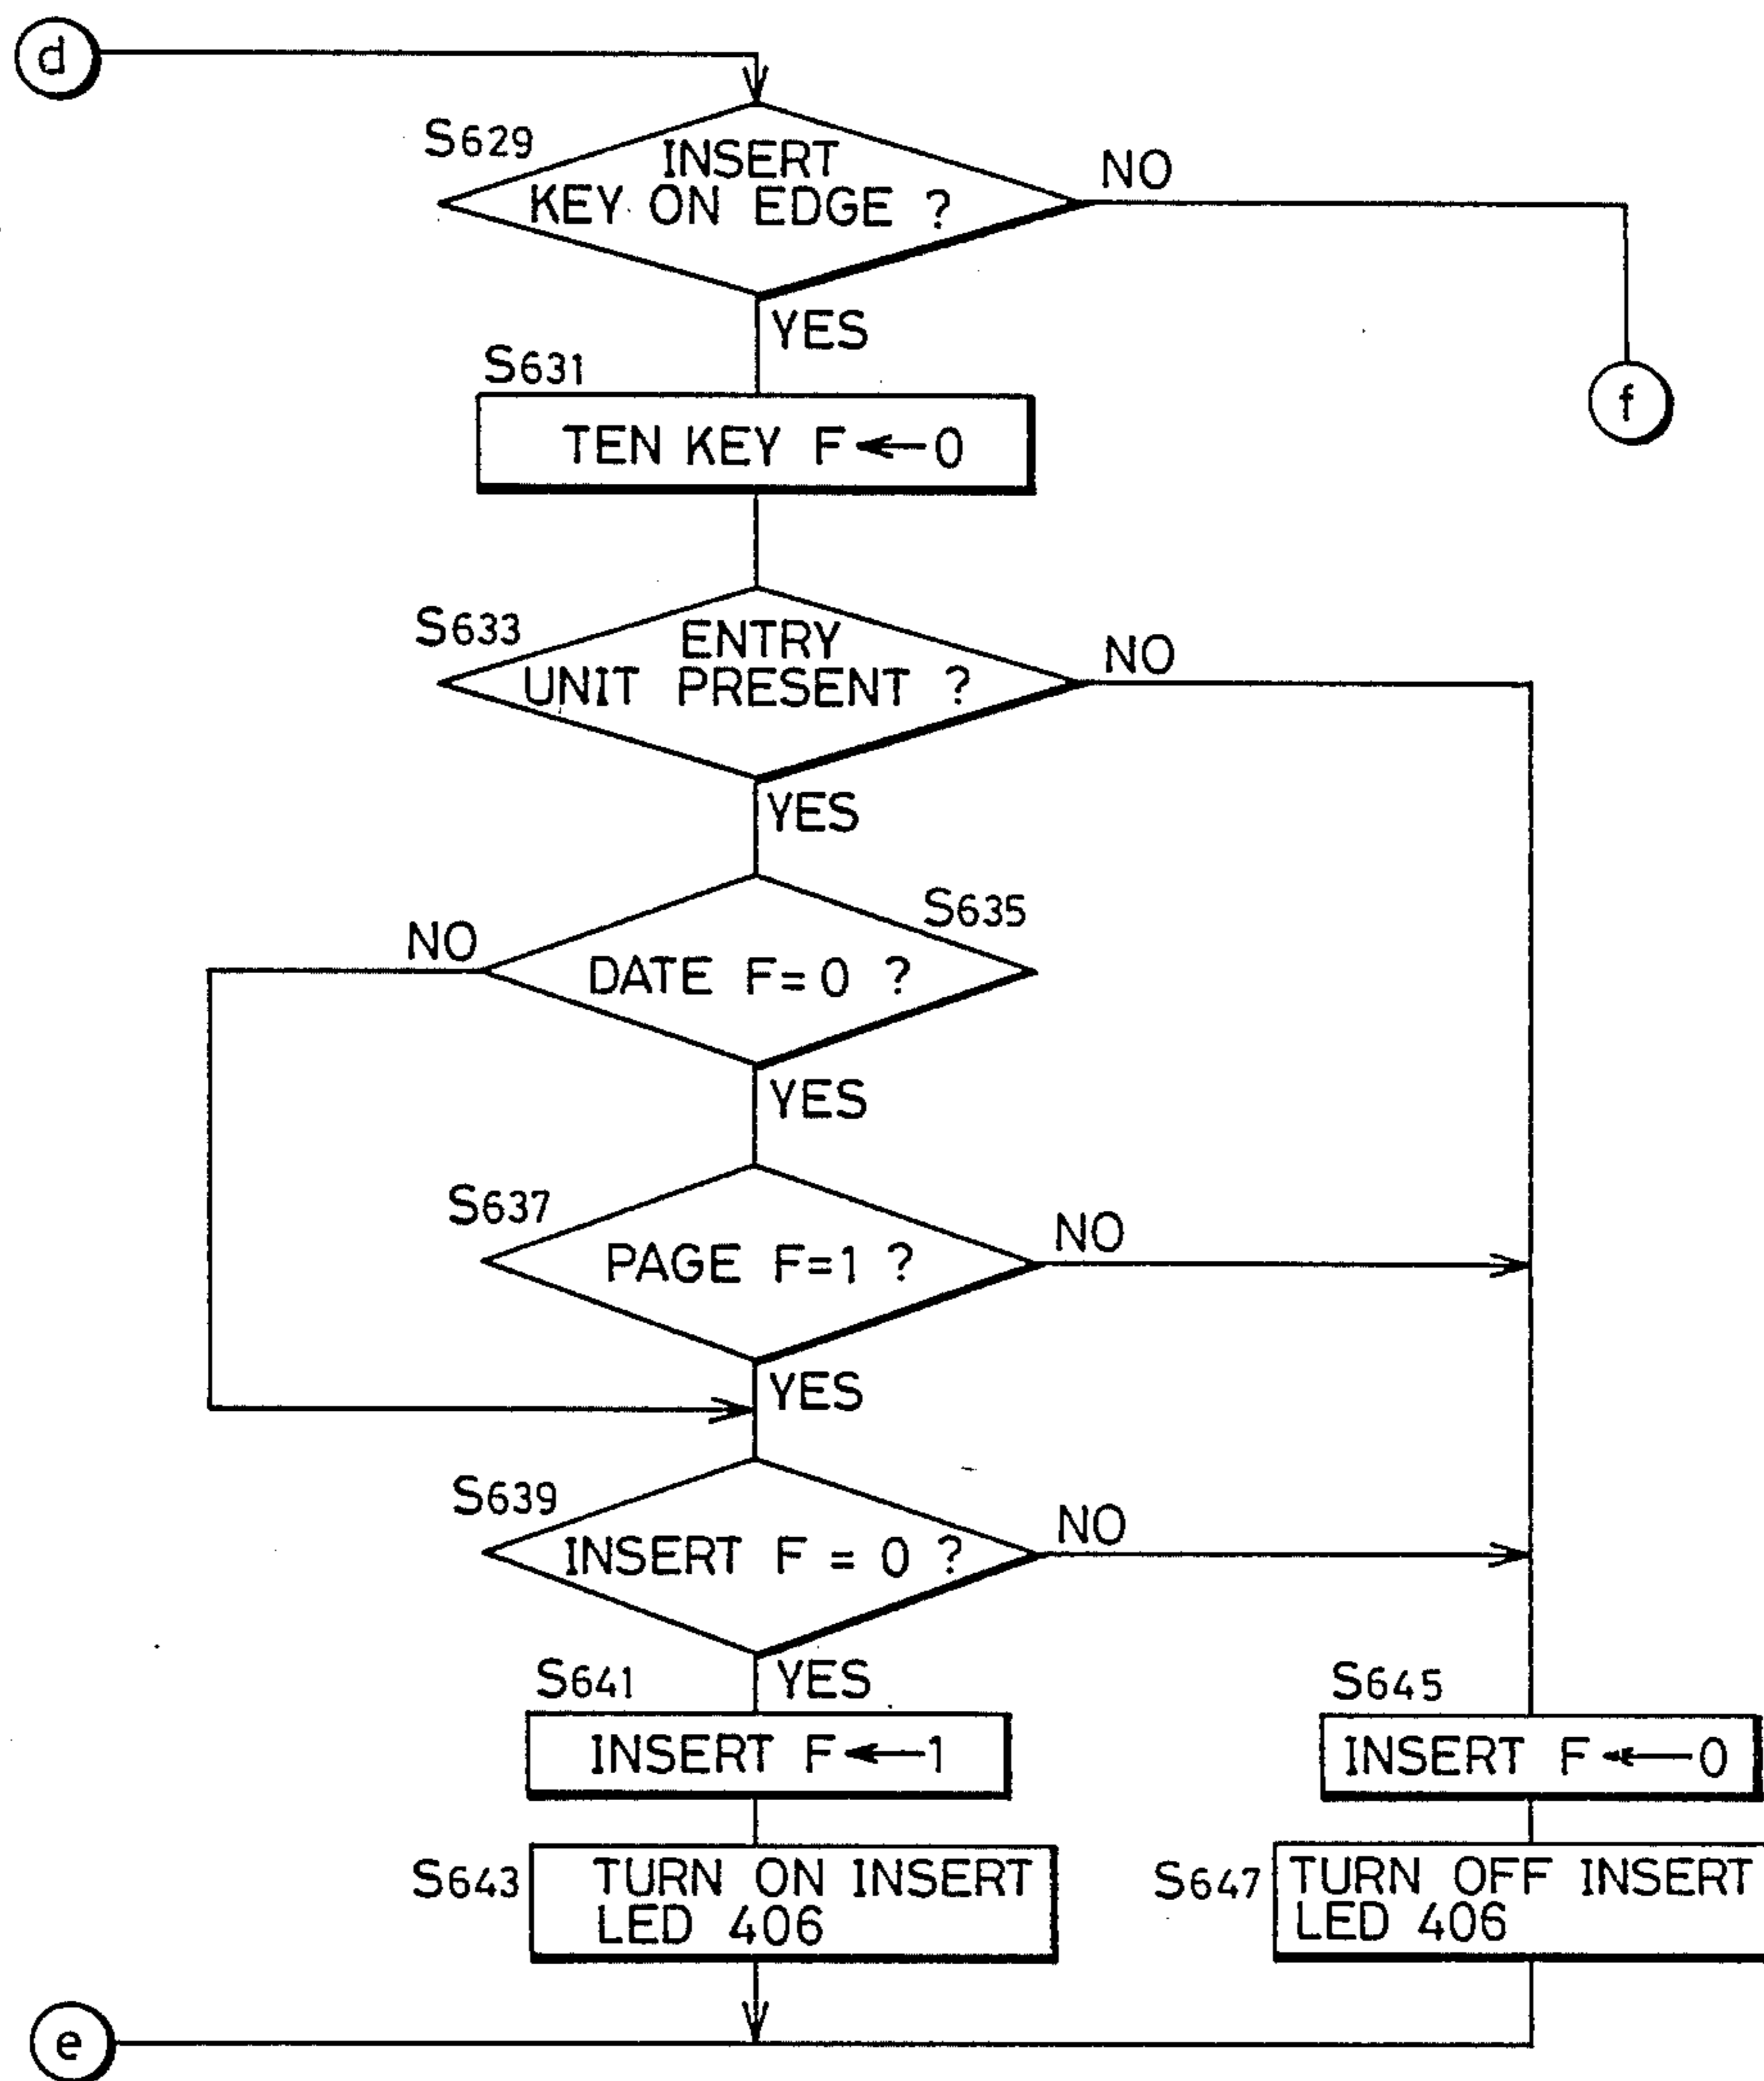 d
S629
INSERT
KEY ON EDGE ?
NO
YES
f
S631
TEN KEY F←0
S633
ENTRY
UNIT PRESENT ?
NO
YES
S635
NO
DATE F=0 ?
YES
S637
PAGE F=1 ?
NO
YES
S639
INSERT F = 0 ?
NO
YES
S641
INSERT F←1
S645
INSERT F←0
S643
TURN ON INSERT
LED 406
S647
TURN OFF INSERT
LED 406
e